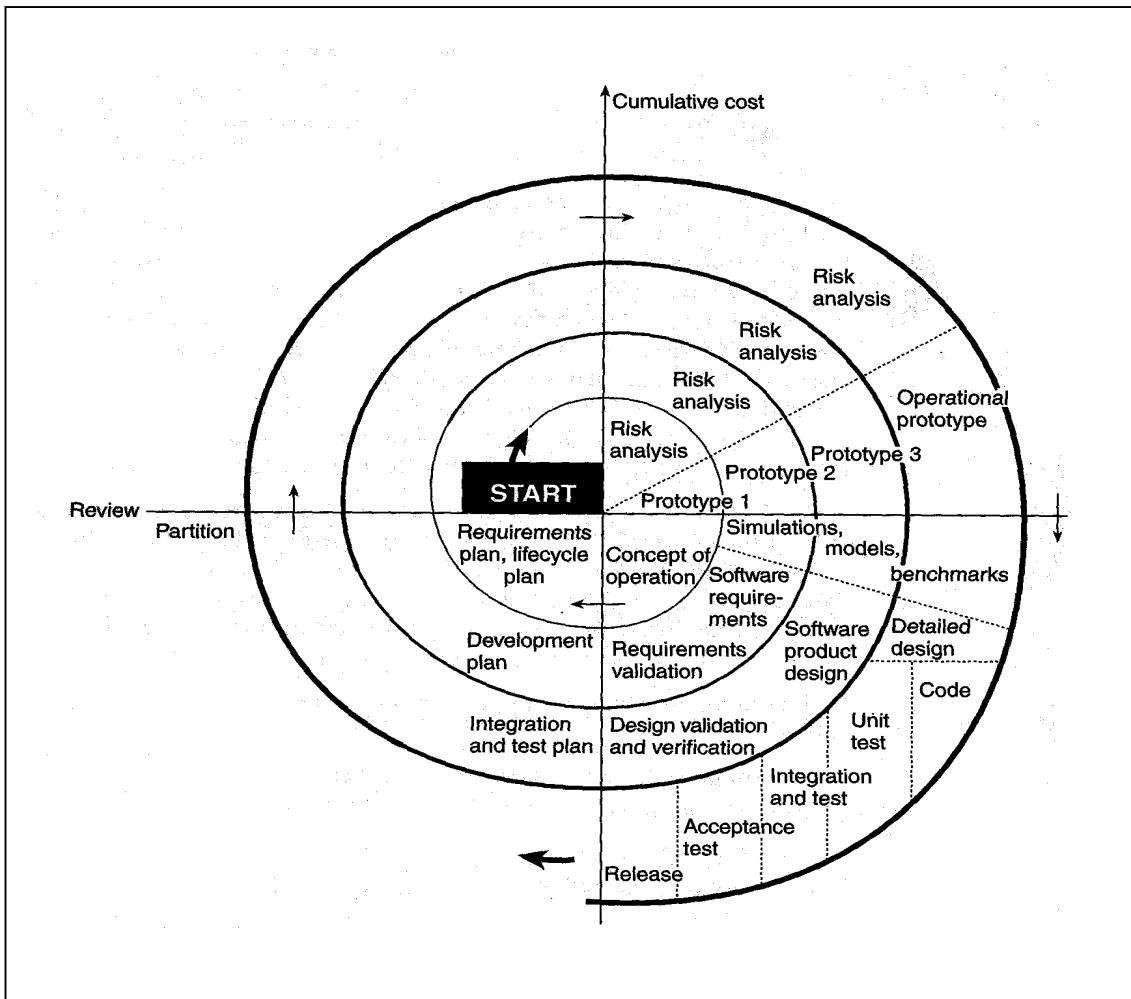 Cumulative cost
Risk
analysis
Risk
analysis
Risk
analysis
Risk
analysis
Operational
prototype
Prototype 3
Prototype 2
Prototype 1
START
Review
Partition
Requirements
plan, lifecycle
plan
Concept of
operation
Simulations,
models,
benchmarks
Software
require-
ments
Development
plan
Requirements
validation
Software
product
design
Detailed
design
Code
Unit
test
Integration
and test plan
Design validation
and verification
Integration
and test
Acceptance
test
Release